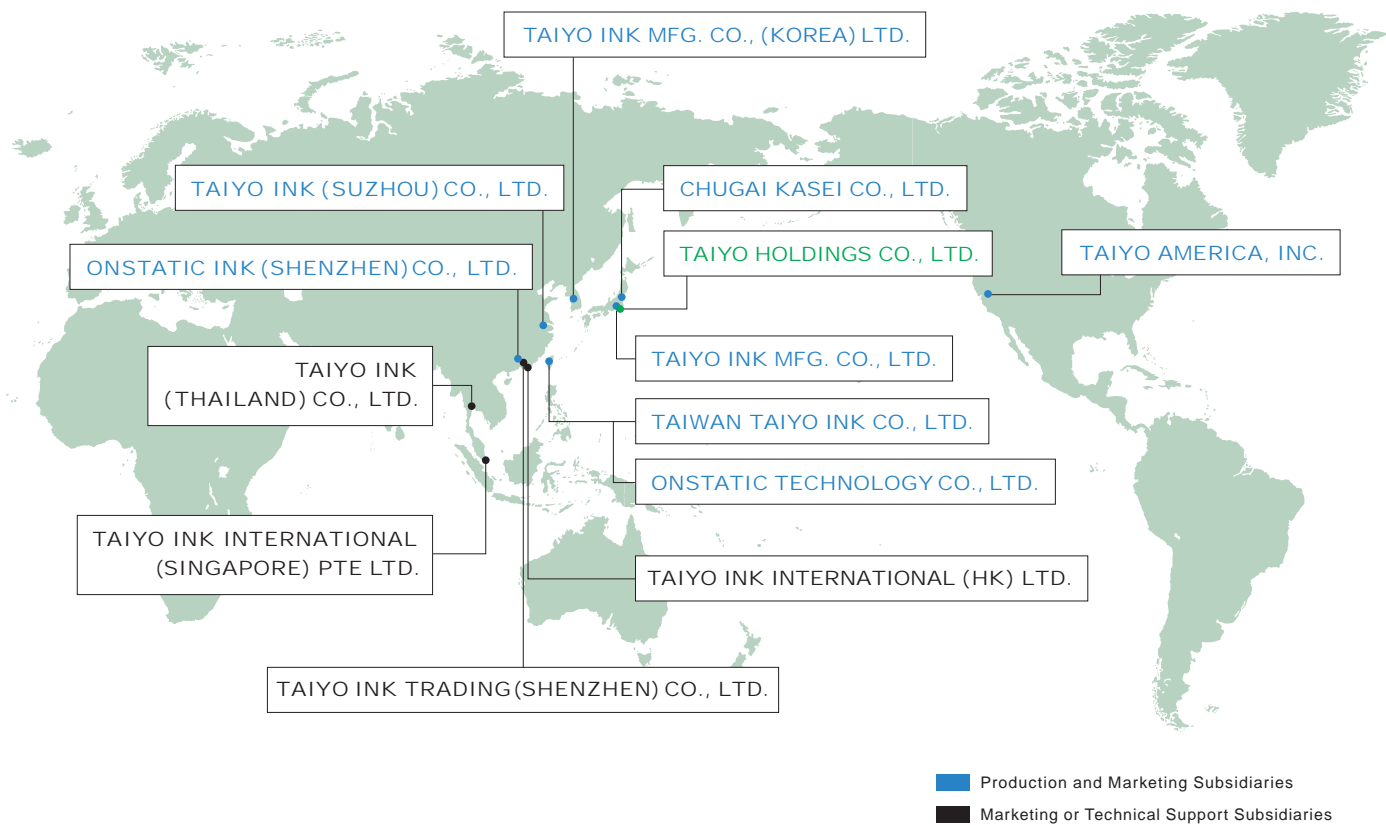 TAIYO INK MFG. CO., (KOREA) LTD.
TAIYO INK (SUZHOU) CO., LTD.
CHUGAI KASEI CO., LTD.
ONSTATIC INK (SHENZHEN) CO., LTD.
TAIYO HOLDINGS CO., LTD.
TAIYO AMERICA, INC.
TAIYO INK
(THAILAND) CO., LTD.
TAIYO INK MFG. CO., LTD.
TAIWAN TAIYO INK CO., LTD.
ONSTATIC TECHNOLOGY CO., LTD.
TAIYO INK INTERNATIONAL
(SINGAPORE) PTE LTD.
TAIYO INK INTERNATIONAL (HK) LTD.
TAIYO INK TRADING (SHENZHEN) CO., LTD.
Production and Marketing Subsidiaries
Marketing or Technical Support Subsidiaries